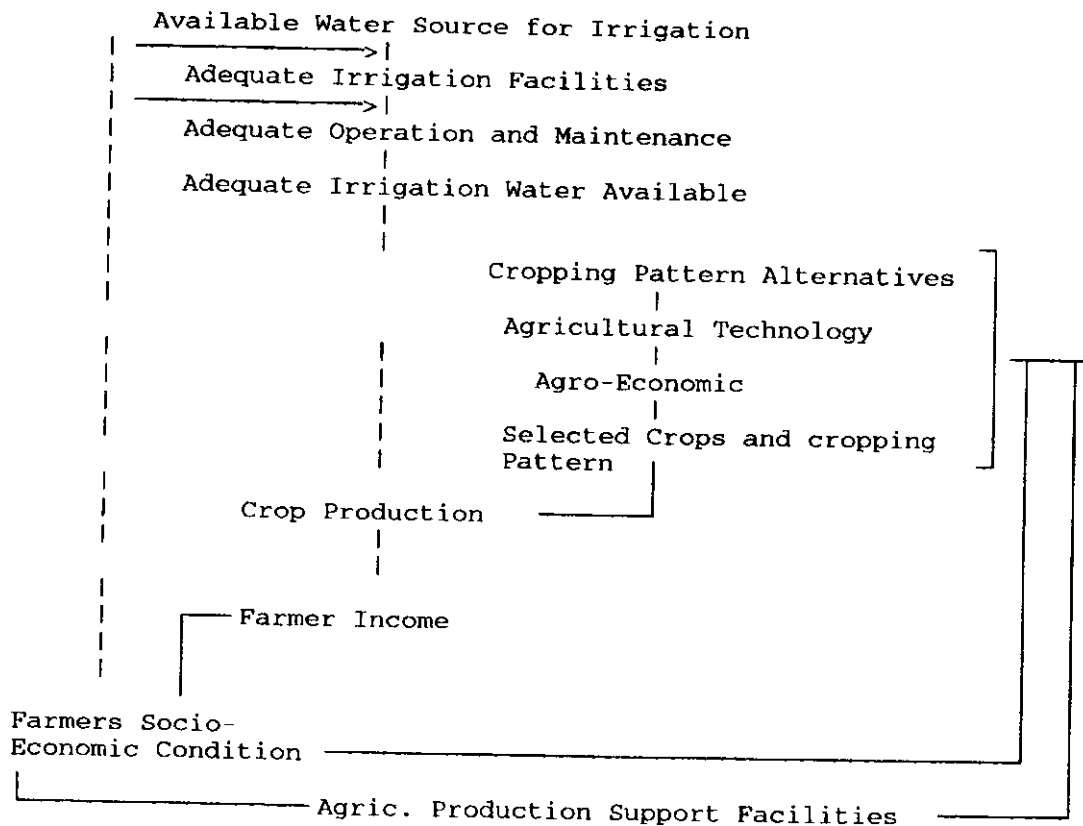 Available Water Source for Irrigation
Adequate Irrigation Facilities
Adequate Operation and Maintenance
Adequate Irrigation Water Available
Cropping Pattern Alternatives
Agricultural Technology
Agro-Economic
Selected Crops and cropping
Pattern
Crop Production
Farmer Income
Farmers Socio-
Economic Condition
Agric. Production Support Facilities